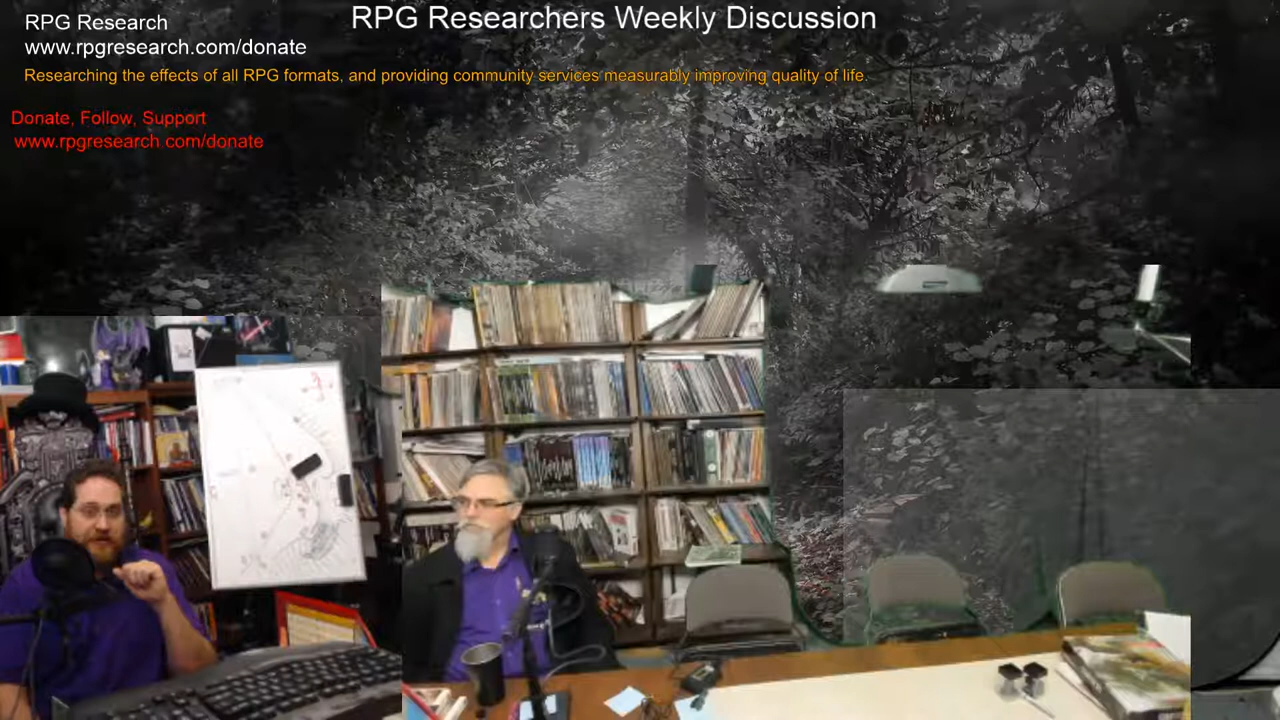 RPG Researchers Weekly Discussion
RPG Research
www.rpgresearch.com/donate
Researching the effects of all RPG formats, and providing community services measurably improving quality of life.
Donate, Follow, Support
www.rpgresearch.com/donate